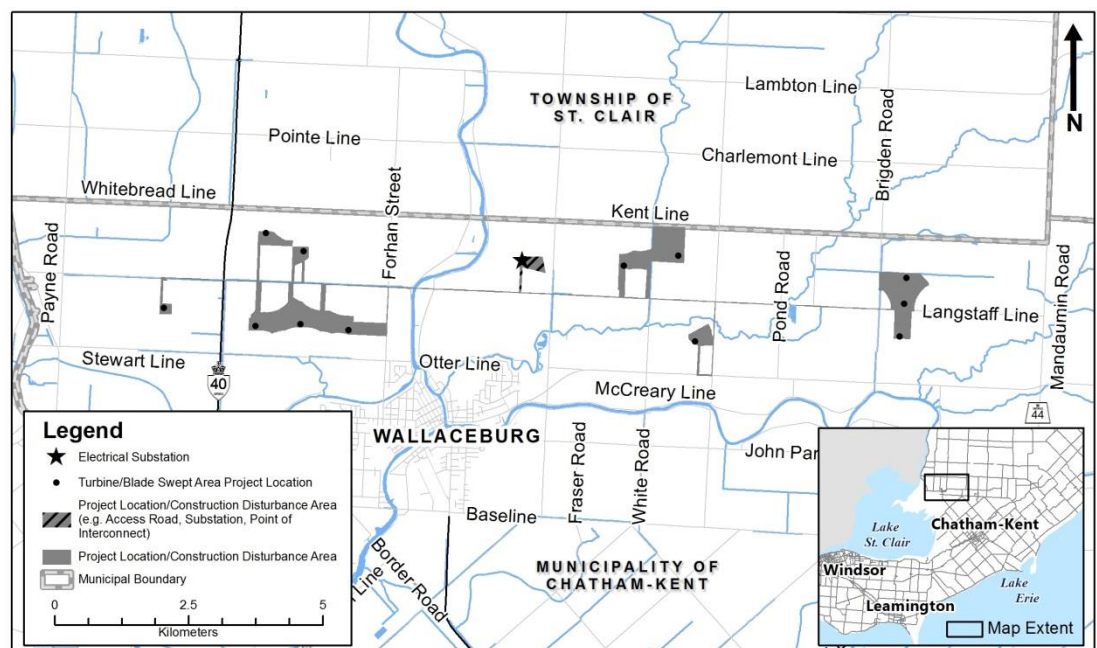 Lambton Line
TOWNSHIP OF
ST. CLAIR
Pointe Line
Charlemont Line
Brigden Road
N
Whitebread Line
Forhan Street
Kent Line
Payne Road
Pond Road
Mandaumin Road
Langstaff Line
Stewart Line
40
Otter Line
McCreary Line
44
WALLACEBURG
Fraser Road
White Road
John Par
Baseline
Border Road
Line
MUNICIPALITY OF
CHATHAM-KENT
Legend
Electrical Substation
Turbine/Blade Swept Area Project Location
Project Location/Construction Disturbance Area
(e.g. Access Road, Substation, Point of
Interconnect)
Project Location/Construction Disturbance Area
Municipal Boundary
0 2.5 5
Kilometers
Lake
St. Clair
Chatham-Kent
Windsor
Leamington
Lake
Erie
Map Extent